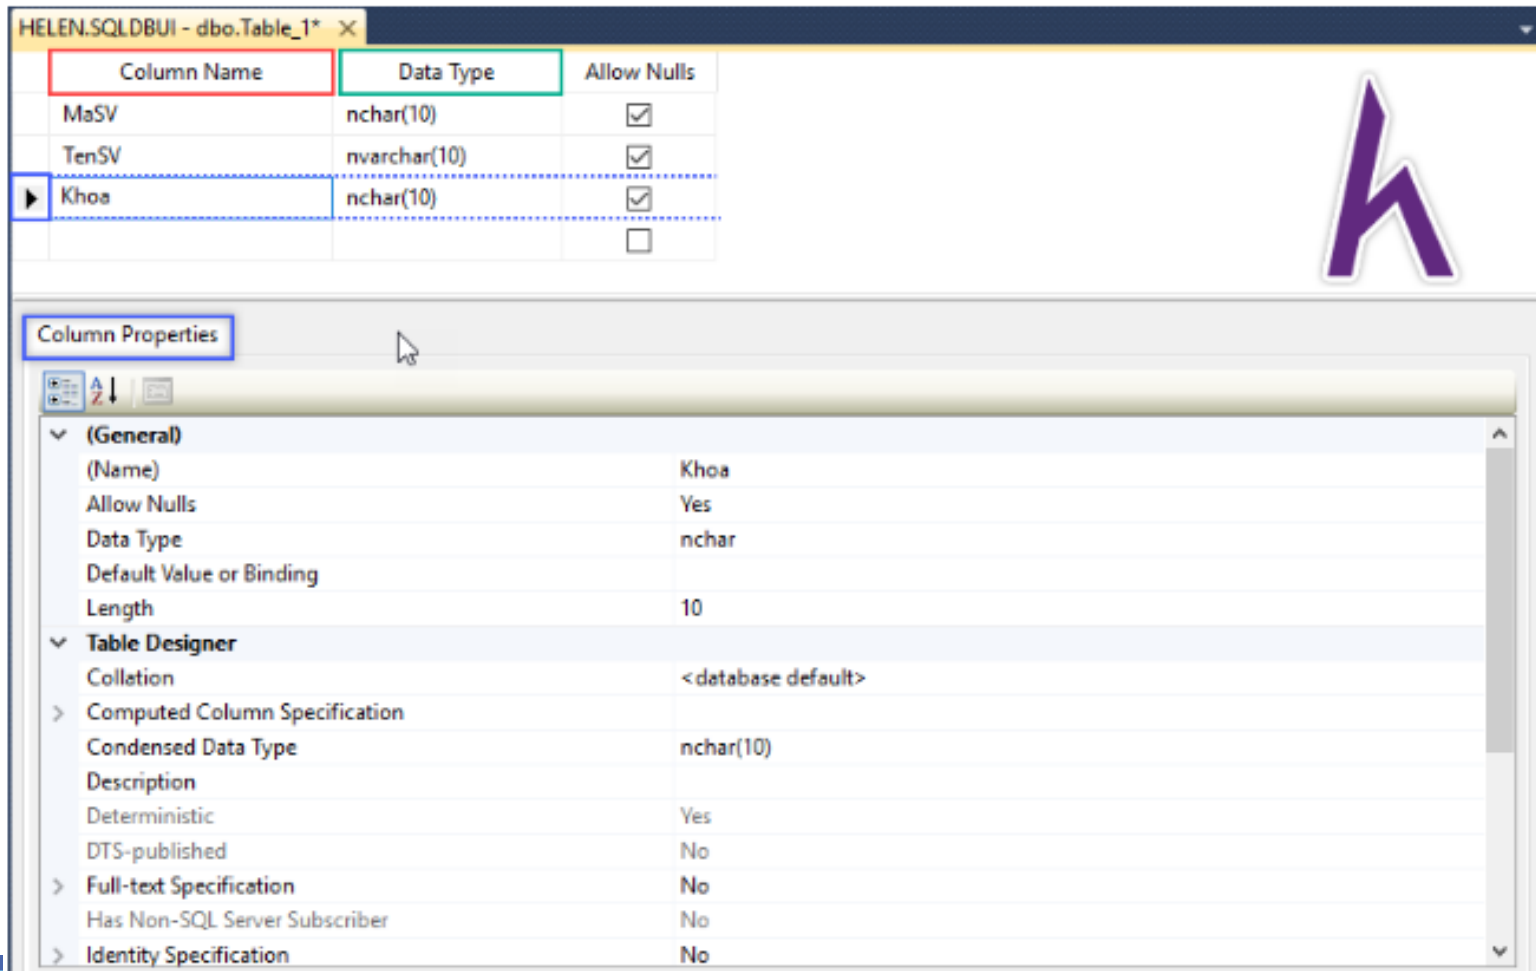 HELEN.SQLDBUI - dbo.Table_1*
Column Name Data Type Allow Nulls
MaSV nchar(10)
TenSV nvarchar(10)
Khoa nchar(10)
Column Properties
(General)
(Name) Khoa
Allow Nulls Yes
Data Type nchar
Default Value or Binding
Length 10
Table Designer
Collation <database default>
Computed Column Specification
Condensed Data Type nchar(10)
Description
Deterministic Yes
DTS-published No
Full-text Specification No
Has Non-SQL Server Subscriber No
Identity Specification No